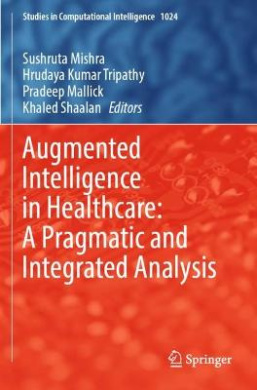 Studies in Computational Intelligence 1024
Sushruta Mishra
Hrudaya Kumar Tripathy
Pradeep Mallick
Khaled Shaalan Editors
Augmented
Intelligence
in Healthcare:
A Pragmatic and
Integrated Analysis
Springer